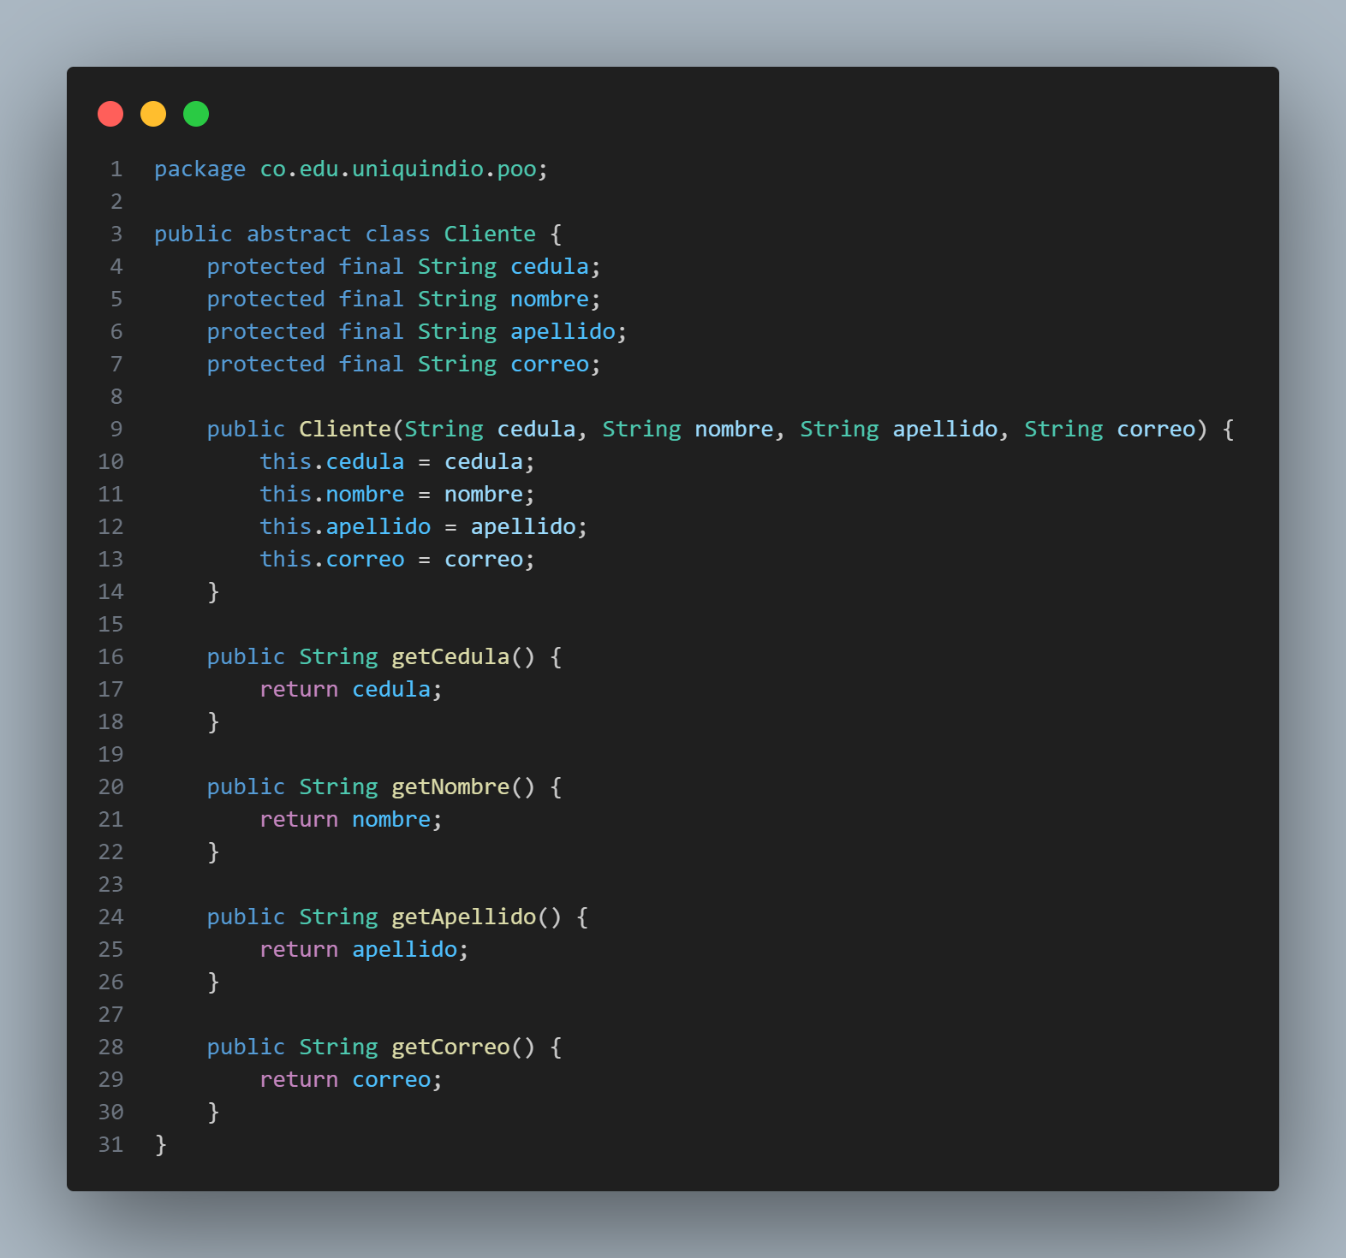 1 package co.edu.uniquindio.poo;
2
3 public abstract class Cliente {
4     protected final String cedula;
5     protected final String nombre;
6     protected final String apellido;
7     protected final String correo;
8
9     public Cliente(String cedula, String nombre, String apellido, String correo) {
10         this.cedula = cedula;
11         this.nombre = nombre;
12         this.apellido = apellido;
13         this.correo = correo;
14     }
15
16     public String getCedula() {
17         return cedula;
18     }
19
20     public String getNombre() {
21         return nombre;
22     }
23
24     public String getApellido() {
25         return apellido;
26     }
27
28     public String getCorreo() {
29         return correo;
30     }
31 }